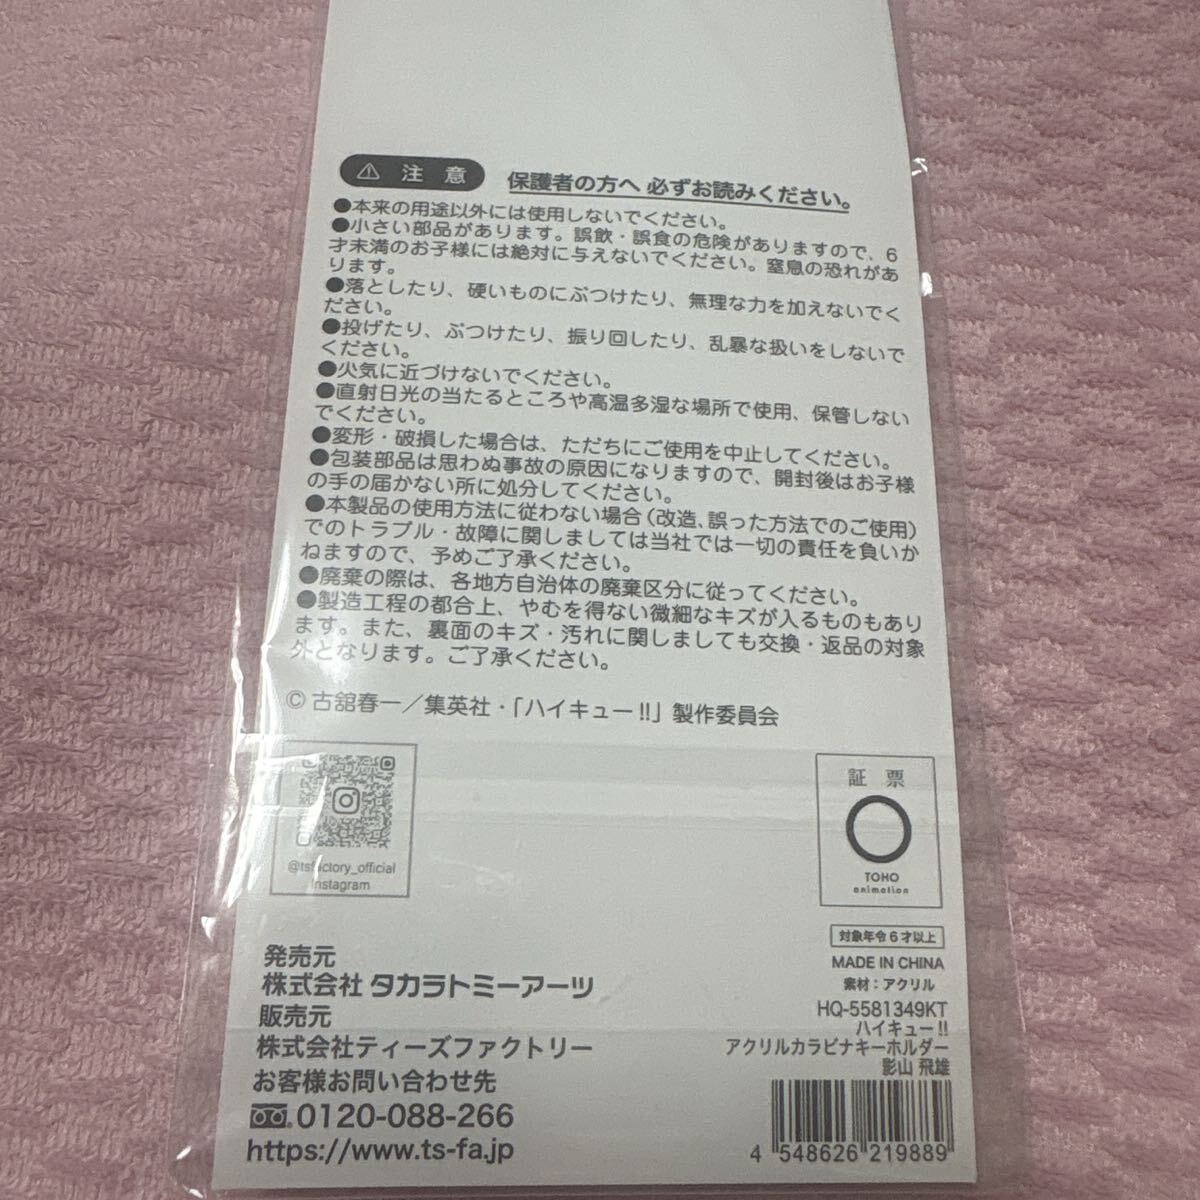 注 意 保護者の方へ 必ずお読みください。
●本来の用途以外には使用しないでください。
●小さい部品があります。誤飲・誤食の危険がありますので、6
才未満のお子様には絶対に与えないでください。窒息の恐れがあ
ります。
●落としたり、硬いものにぶつけたり、無理な力を加えないでく
ださい。
●投げたり、ぶつけたり、振り回したり、乱暴な扱いをしないで
ください。
●火気に近づけないでください。
●直射日光の当たるところや高温多湿な場所で使用、保管しない
でください。
●変形・破損した場合は、ただちにご使用を中止してください。
●包装部品は思わぬ事故の原因になりますので、開封後はお子様
の手の届かない所に処分してください。
●本製品の使用方法に従わない場合(改造、誤った方法でのご使用)
でのトラブル・故障に関しましては当社では一切の責任を負いか
ねますので、予めご了承ください。
●廃棄の際は、各地方自治体の廃棄区分に従ってください。
●製造工程の都合上、やむを得ない微細なキズが入るものもあり
ます。また、裏面のキズ・汚れに関しましても交換・返品の対象
外となります。ご了承ください。
© 古舘春一／集英社・「ハイキュー!!」製作委員会
@tsfactory_official
Instagram
証 票
TOHO
animation
発売元
株式会社 タカラトミーアーツ
販売元
株式会社ティーズファクトリー
お客様お問い合わせ先
0120-088-266
https://www.ts-fa.jp
対象年令6才以上
MADE IN CHINA
素材：アクリル
HQ-5581349KT
ハイキュー!!
アクリルカラビナキーホルダー
影山 飛雄
4 548626 219889